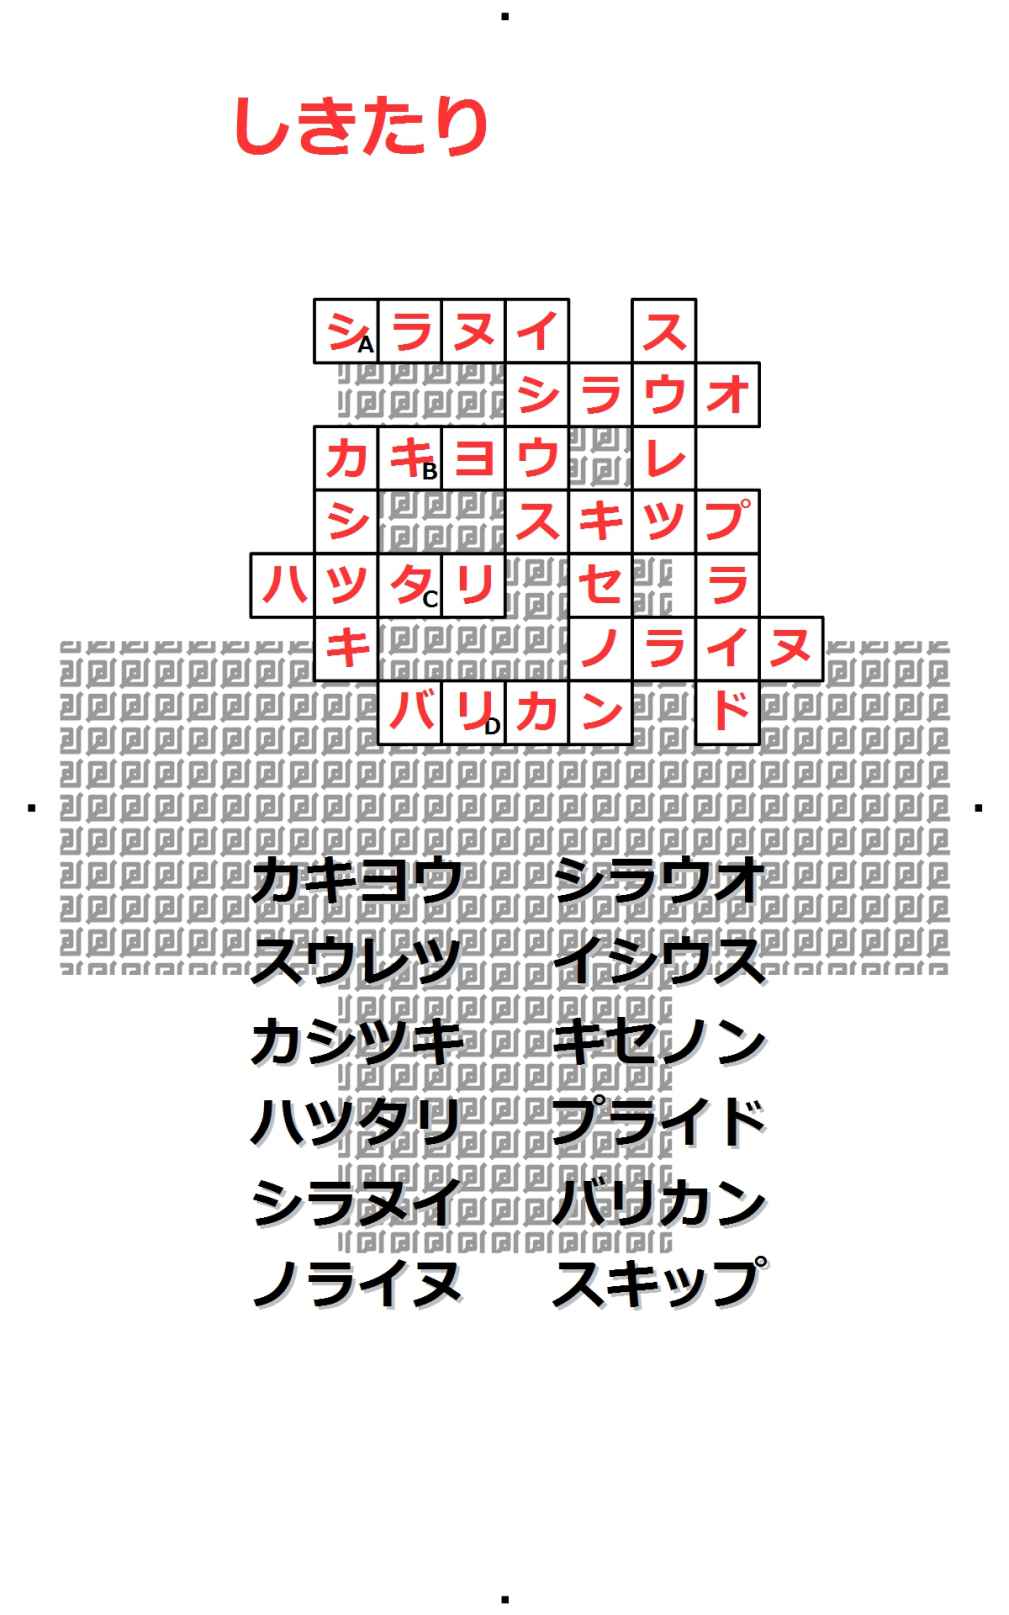 しきたり
シラヌイ ス
A
シラウオ
カキヨウ レ
B
シ スキツプ
ハツタリ セ ラ
C
キ ノライヌ
バリカン ド
D
カキヨウ シラウオ
スウレツ イシウス
カシツキ キセノン
ハツタリ プライド
シラヌイ バリカン
ノライヌ スキップ